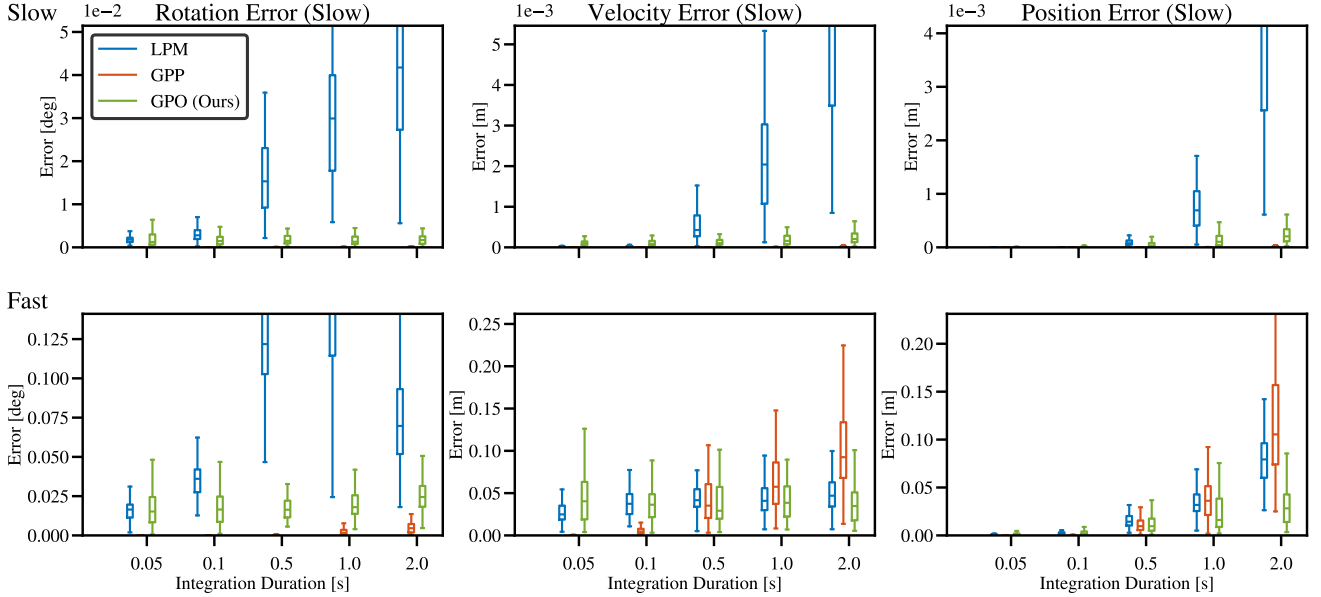 Slow
1e−2
Rotation Error (Slow)
1e−3
Velocity Error (Slow)
1e−3
Position Error (Slow)
LPM
GPP
GPO (Ours)
Error [deg]
5
4
3
2
1
0
Error [m]
5
4
3
2
1
0
Error [m]
4
3
2
1
0
Fast
Error [deg]
0.125
0.100
0.075
0.050
0.025
0.000
Error [m]
0.25
0.20
0.15
0.10
0.05
0.00
Error [m]
0.20
0.15
0.10
0.05
0.00
0.05 0.1 0.5 1.0 2.0
Integration Duration [s]
0.05 0.1 0.5 1.0 2.0
Integration Duration [s]
0.05 0.1 0.5 1.0 2.0
Integration Duration [s]